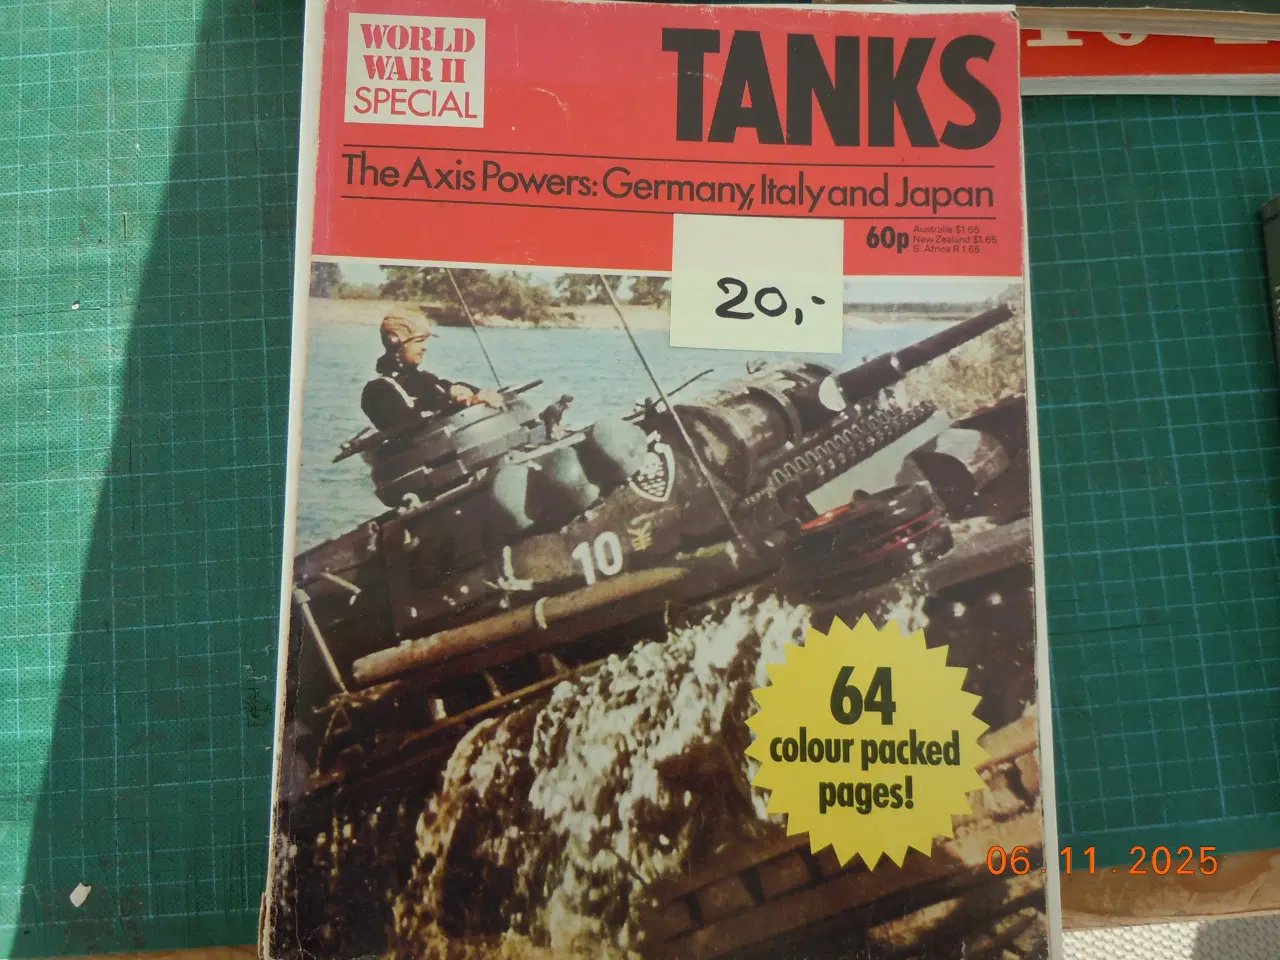 WORLD
WAR II
SPECIAL
TANKS
The Axis Powers: Germany, Italy and Japan
60p
Australia $1.65
New Zealand $1.65
S. Africa R 1.65
20,-
10
64
colour packed
pages!
06.11.2025